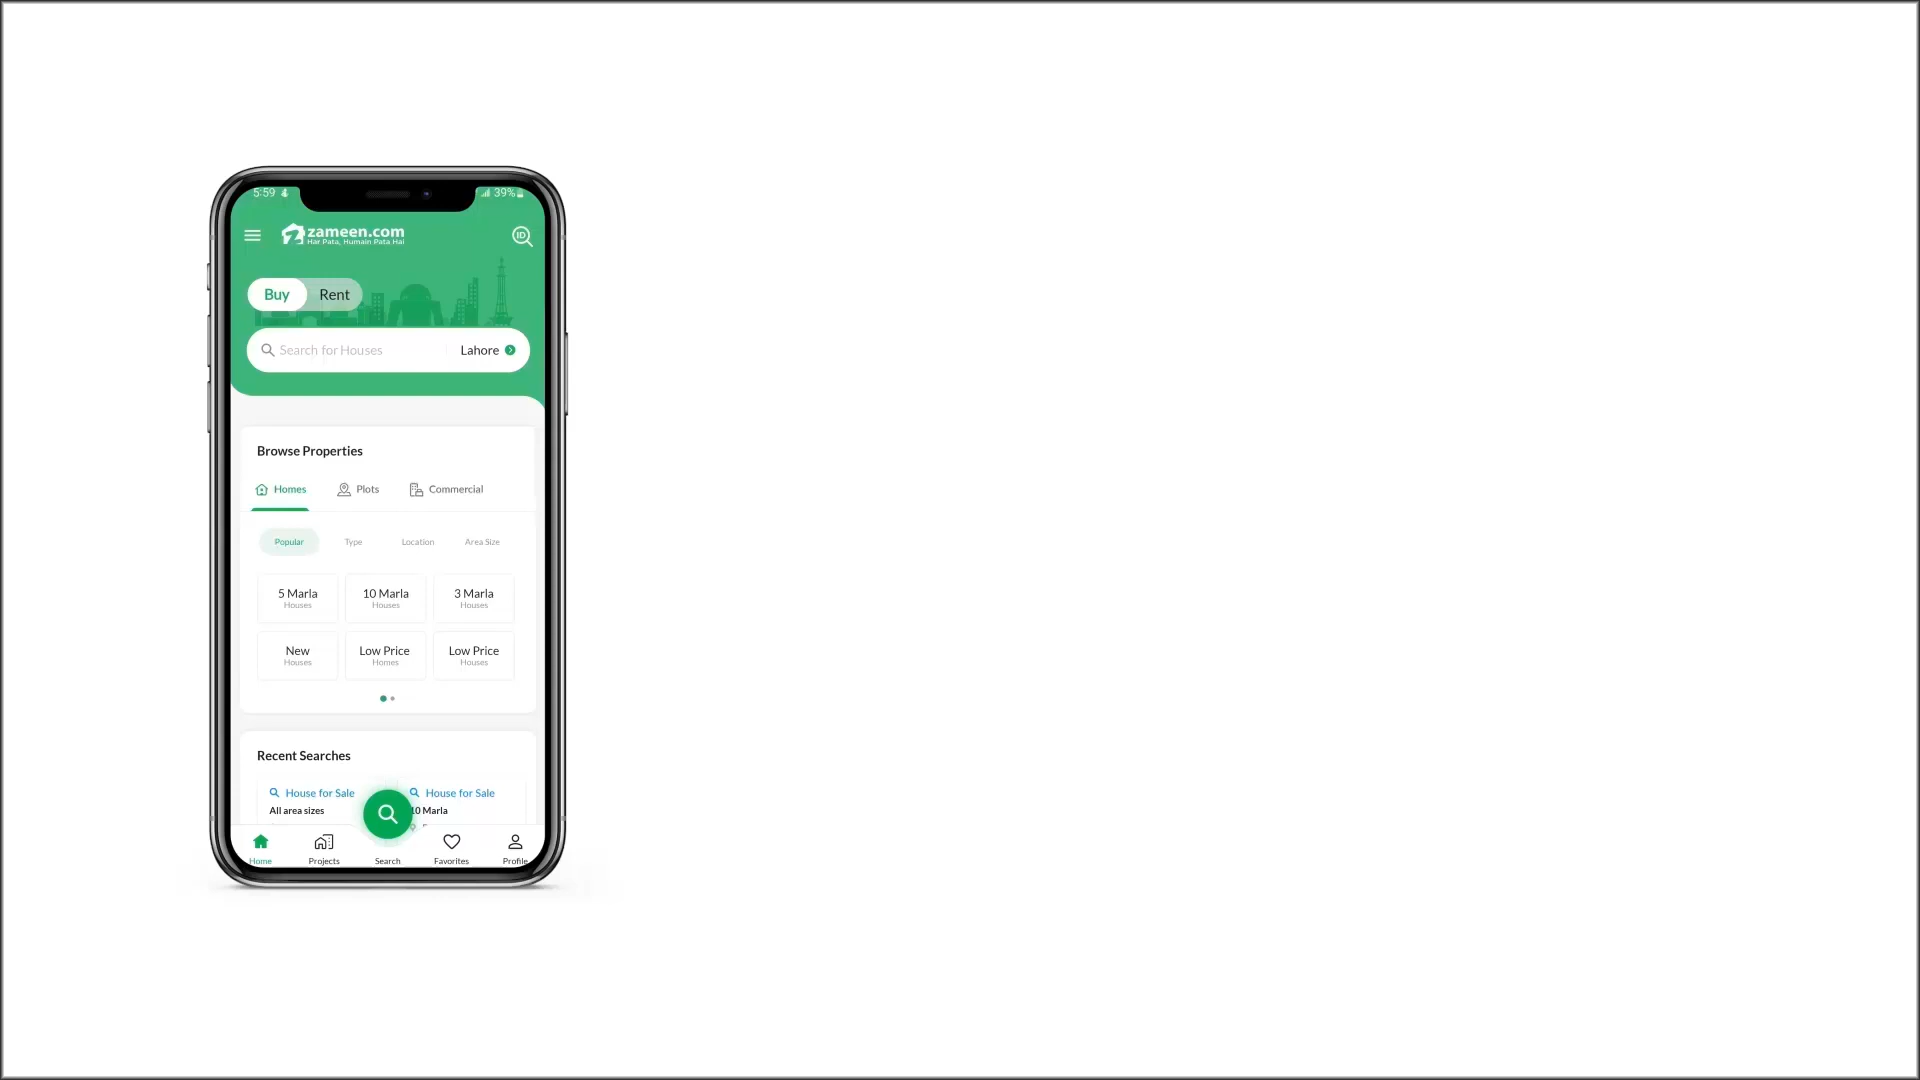 5:59
39%
zameen.com
Har Pata, Humain Pata Hai
ID
Buy Rent
Search for Houses Lahore
Browse Properties
Homes Plots Commercial
Popular Type Location Area Size
5 Marla 10 Marla 3 Marla
Houses Houses Houses
New Low Price Low Price
Houses Homes Houses
Recent Searches
House for Sale House for Sale
All area sizes 10 Marla
Home Projects Search Favorites Profile